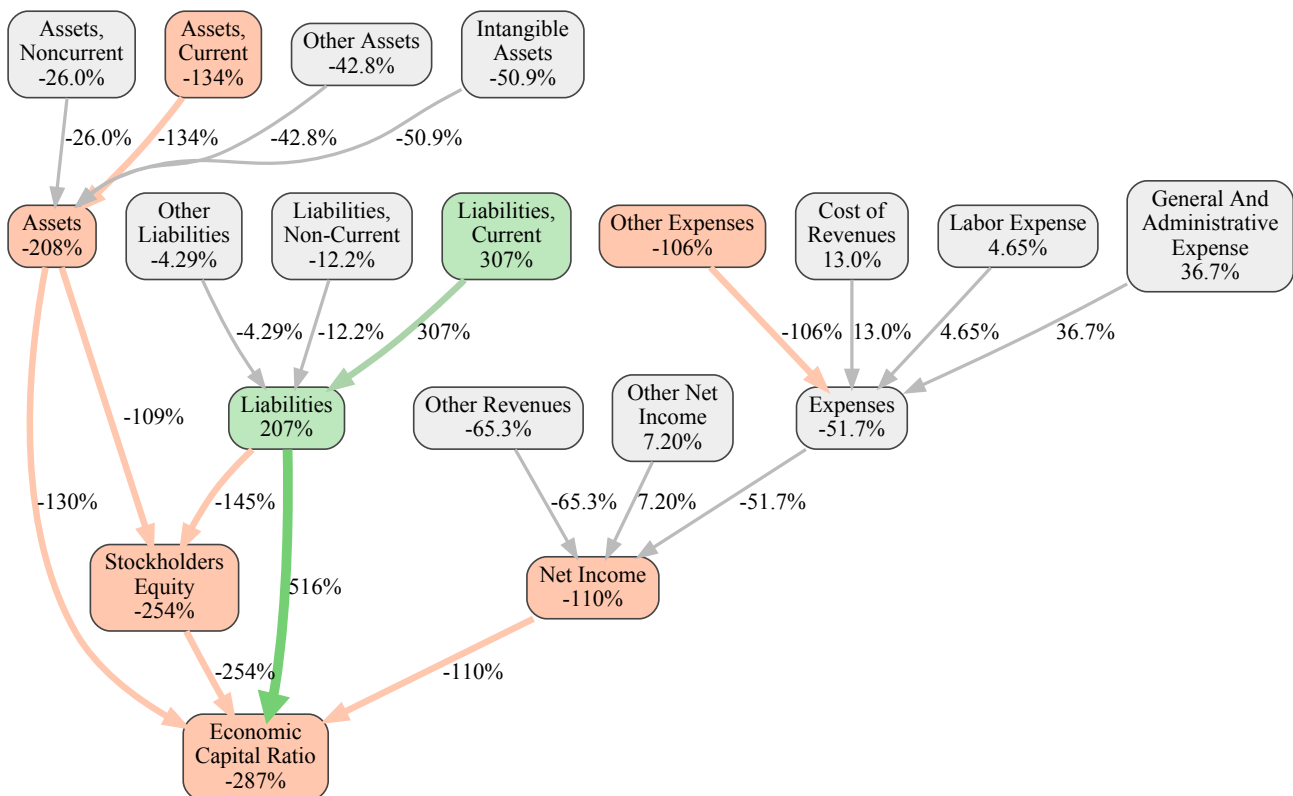 Assets,
Noncurrent
-26.0%
Assets,
Current
-134%
Other Assets
-42.8%
Intangible
Assets
-50.9%
-26.0%
-134%
-42.8%
-50.9%
Assets
-208%
Other
Liabilities
-4.29%
Liabilities,
Non-Current
-12.2%
Liabilities,
Current
307%
Other Expenses
-106%
Cost of
Revenues
13.0%
Labor Expense
4.65%
General And
Administrative
Expense
36.7%
-4.29%
-12.2%
307%
-106%
13.0%
4.65%
36.7%
-109%
Liabilities
207%
Other Revenues
-65.3%
Other Net
Income
7.20%
Expenses
-51.7%
-130%
-145%
-65.3%
7.20%
-51.7%
Stockholders
Equity
-254%
516%
Net Income
-110%
-254%
-110%
Economic
Capital Ratio
-287%